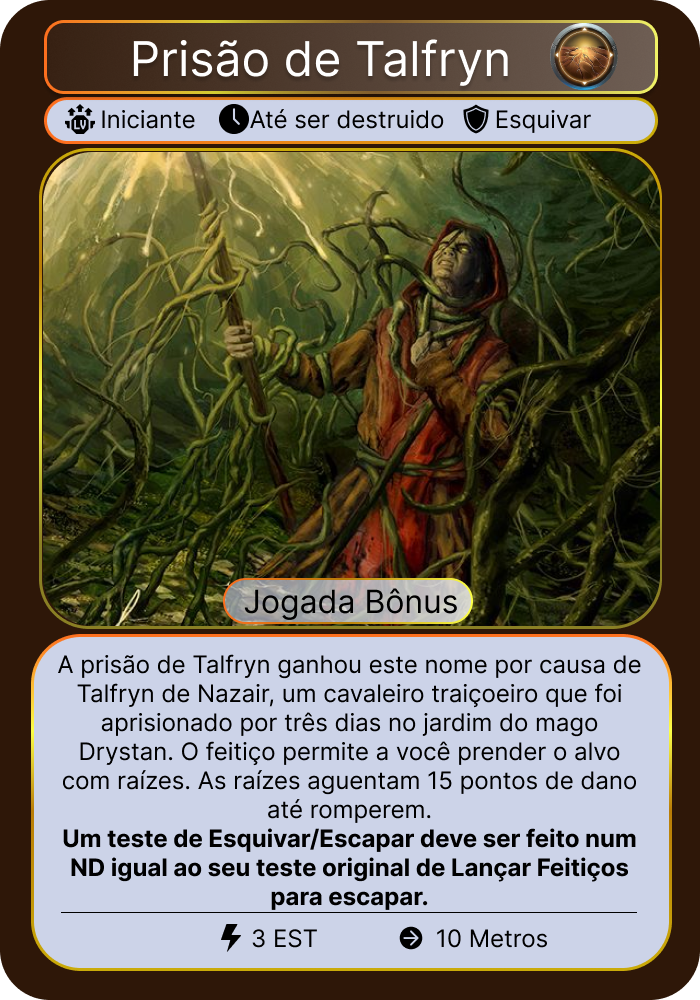 Prisão de Talfryn
LV Iniciante Até ser destruido Esquivar
Jogada Bônus
A prisão de Talfryn ganhou este nome por causa de
Talfryn de Nazair, um cavaleiro traiçoeiro que foi
aprisionado por três dias no jardim do mago
Drystan. O feitiço permite a você prender o alvo
com raízes. As raízes aguentam 15 pontos de dano
até romperem.
Um teste de Esquivar/Escapar deve ser feito num
ND igual ao seu teste original de Lançar Feitiços
para escapar.
3 EST 10 Metros